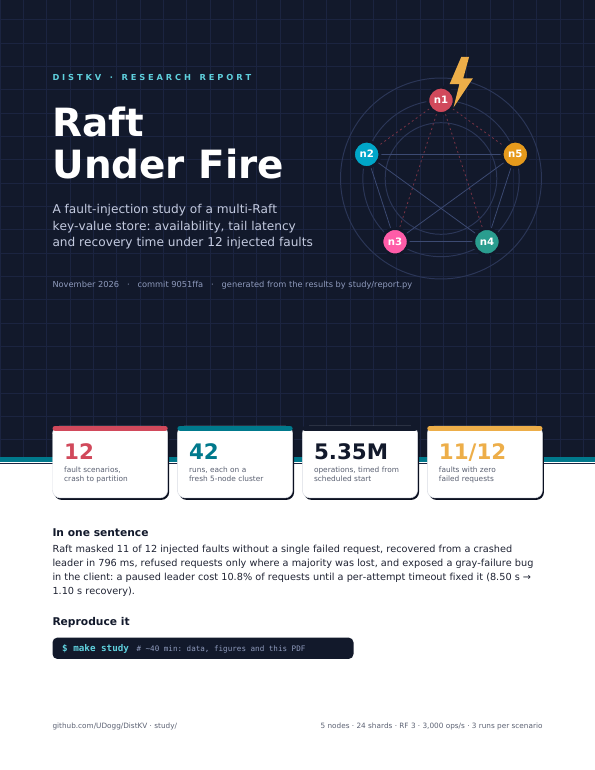 DISTKV · RESEARCH REPORT
Raft
Under Fire
A fault-injection study of a multi-Raft
key-value store: availability, tail latency
and recovery time under 12 injected faults
November 2026 · commit 9051ffa · generated from the results by study/report.py
n1
n2
n5
n3
n4
12
fault scenarios,
crash to partition
42
runs, each on a
fresh 5-node cluster
5.35M
operations, timed from
scheduled start
11/12
faults with zero
failed requests
In one sentence
Raft masked 11 of 12 injected faults without a single failed request, recovered from a crashed
leader in 796 ms, refused requests only where a majority was lost, and exposed a gray-failure bug
in the client: a paused leader cost 10.8% of requests until a per-attempt timeout fixed it (8.50 s →
1.10 s recovery).
Reproduce it
$ make study # ~40 min: data, figures and this PDF
github.com/UDogg/DistKV · study/
5 nodes · 24 shards · RF 3 · 3,000 ops/s · 3 runs per scenario